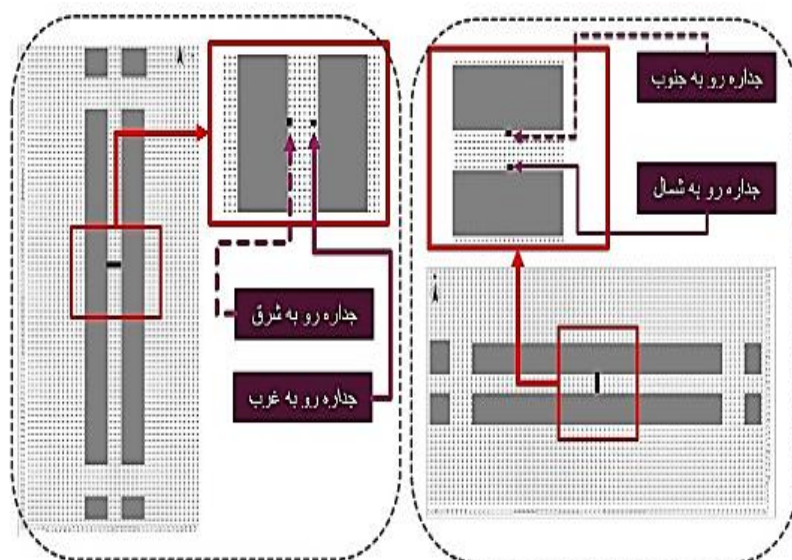 جداره رو به جنوب
جداره رو به شمال
جداره رو به شرق
جداره رو به غرب